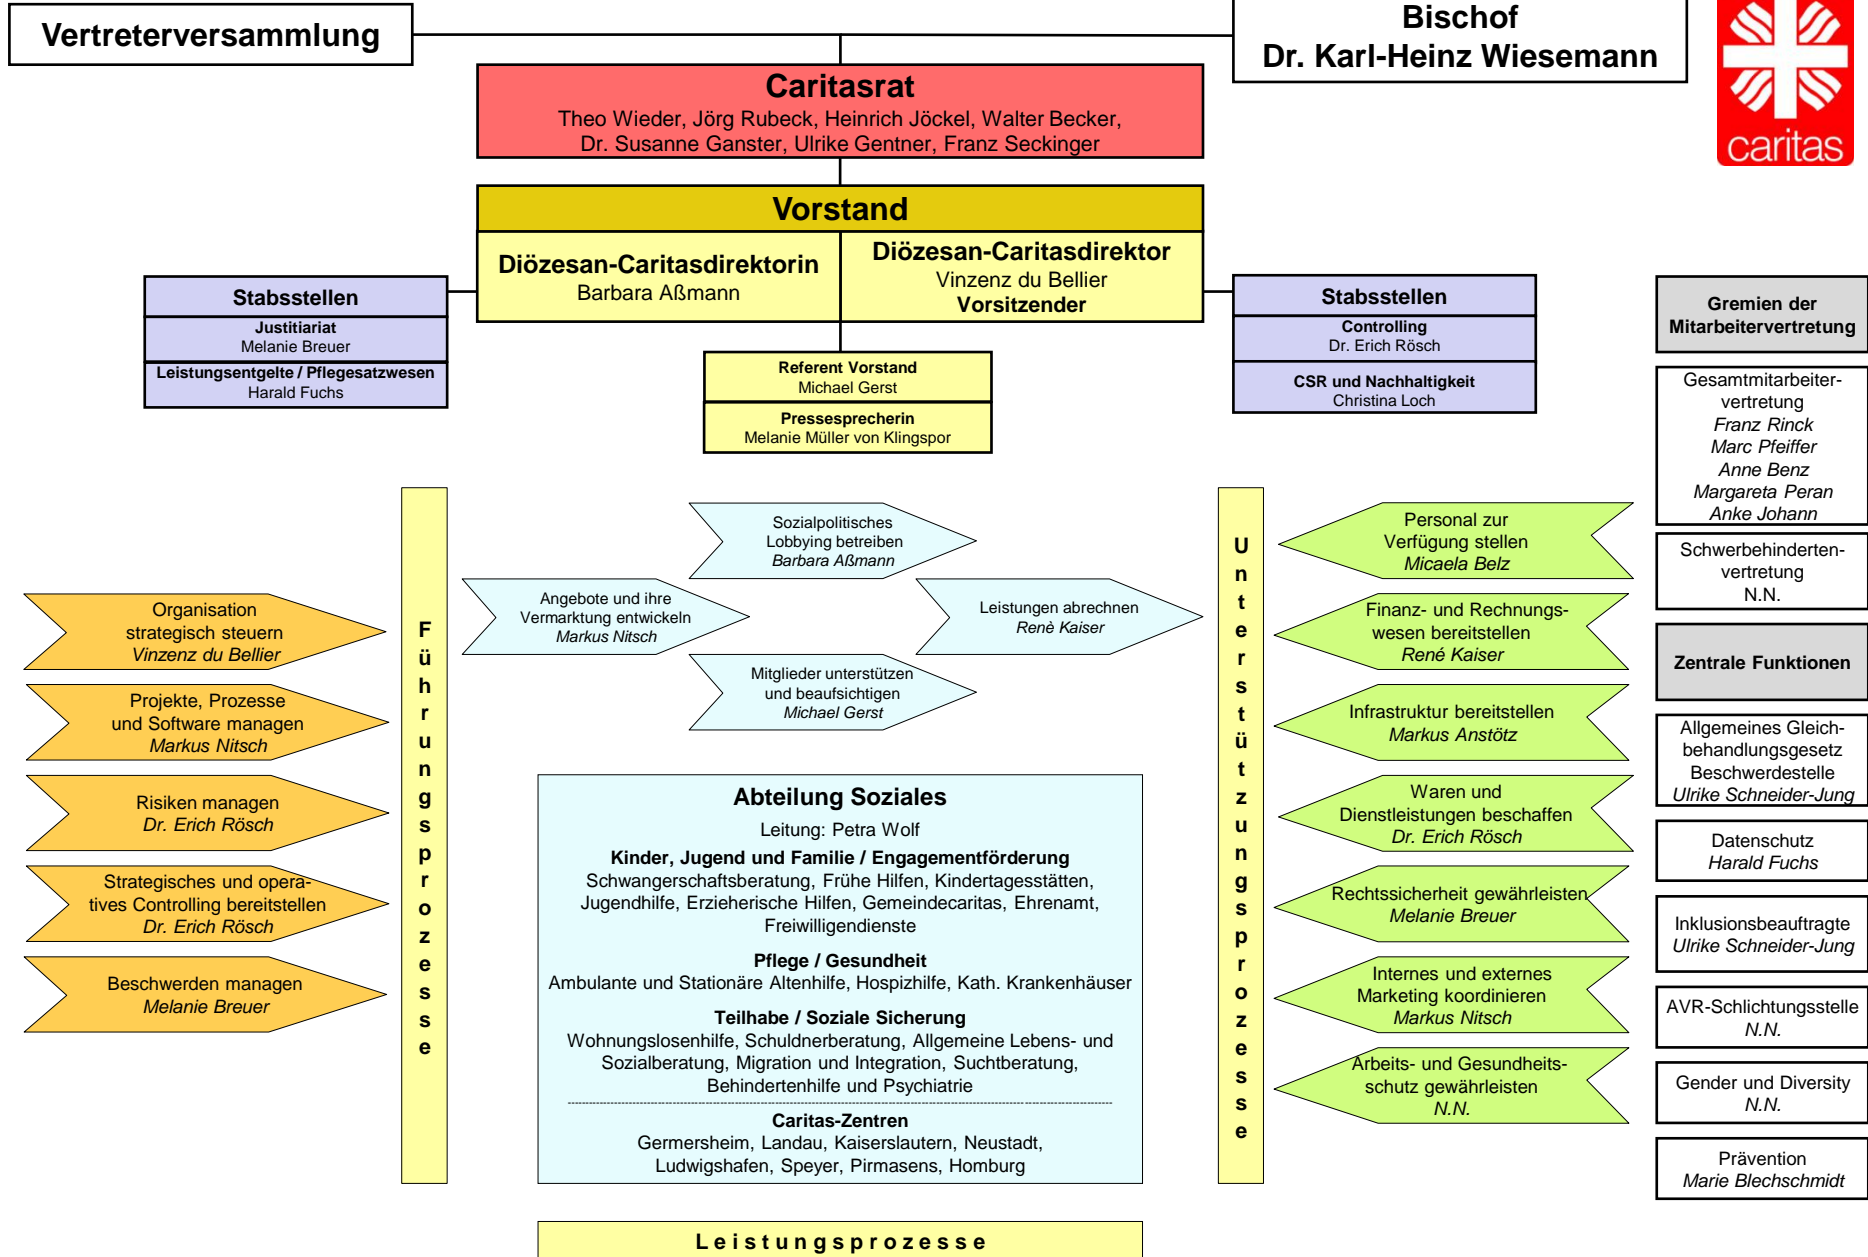 Vertreterversammlung
Bischof
Dr. Karl-Heinz Wiesemann
caritas
Caritasrat
Theo Wieder, Jörg Rubeck, Heinrich Jöckel, Walter Becker,
Dr. Susanne Ganster, Ulrike Gentner, Franz Seckinger
Vorstand
Diözesan-Caritasdirektorin
Barbara Aßmann
Diözesan-Caritasdirektor
Vinzenz du Bellier
Vorsitzender
Stabsstellen
Justitiariat
Melanie Breuer
Leistungsentgelte / Pflegesatzwesen
Harald Fuchs
Referent Vorstand
Michael Gerst
Pressesprecherin
Melanie Müller von Klingspor
Stabsstellen
Controlling
Dr. Erich Rösch
CSR und Nachhaltigkeit
Christina Loch
Organisation
strategisch steuern
Vinzenz du Bellier
Projekte, Prozesse
und Software managen
Markus Nitsch
Risiken managen
Dr. Erich Rösch
Strategisches und opera-
tives Controlling bereitstellen
Dr. Erich Rösch
Beschwerden managen
Melanie Breuer
Führungsprozesse
Sozialpolitisches
Lobbying betreiben
Barbara Aßmann
Angebote und ihre
Vermarktung entwickeln
Markus Nitsch
Leistungen abrechnen
Renè Kaiser
Mitglieder unterstützen
und beaufsichtigen
Michael Gerst
Abteilung Soziales
Leitung: Petra Wolf
Kinder, Jugend und Familie / Engagementförderung
Schwangerschaftsberatung, Frühe Hilfen, Kindertagesstätten,
Jugendhilfe, Erzieherische Hilfen, Gemeindecaritas, Ehrenamt,
Freiwilligendienste
Pflege / Gesundheit
Ambulante und Stationäre Altenhilfe, Hospizhilfe, Kath. Krankenhäuser
Teilhabe / Soziale Sicherung
Wohnungslosenhilfe, Schuldnerberatung, Allgemeine Lebens- und
Sozialberatung, Migration und Integration, Suchtberatung,
Behindertenhilfe und Psychiatrie
Caritas-Zentren
Germersheim, Landau, Kaiserslautern, Neustadt,
Ludwigshafen, Speyer, Pirmasens, Homburg
Leistungsprozesse
Unterstützungsprozesse
Personal zur
Verfügung stellen
Micaela Belz
Finanz- und Rechnungs-
wesen bereitstellen
René Kaiser
Infrastruktur bereitstellen
Markus Anstötz
Waren und
Dienstleistungen beschaffen
Dr. Erich Rösch
Rechtssicherheit gewährleisten
Melanie Breuer
Internes und externes
Marketing koordinieren
Markus Nitsch
Arbeits- und Gesundheits-
schutz gewährleisten
N.N.
Gremien der
Mitarbeitervertretung
Gesamtmitarbeiter-
vertretung
Franz Rinck
Marc Pfeiffer
Anne Benz
Margareta Peran
Anke Johann
Schwerbehinderten-
vertretung
N.N.
Zentrale Funktionen
Allgemeines Gleich-
behandlungsgesetz
Beschwerdestelle
Ulrike Schneider-Jung
Datenschutz
Harald Fuchs
Inklusionsbeauftragte
Ulrike Schneider-Jung
AVR-Schlichtungsstelle
N.N.
Gender und Diversity
N.N.
Prävention
Marie Blechschmidt